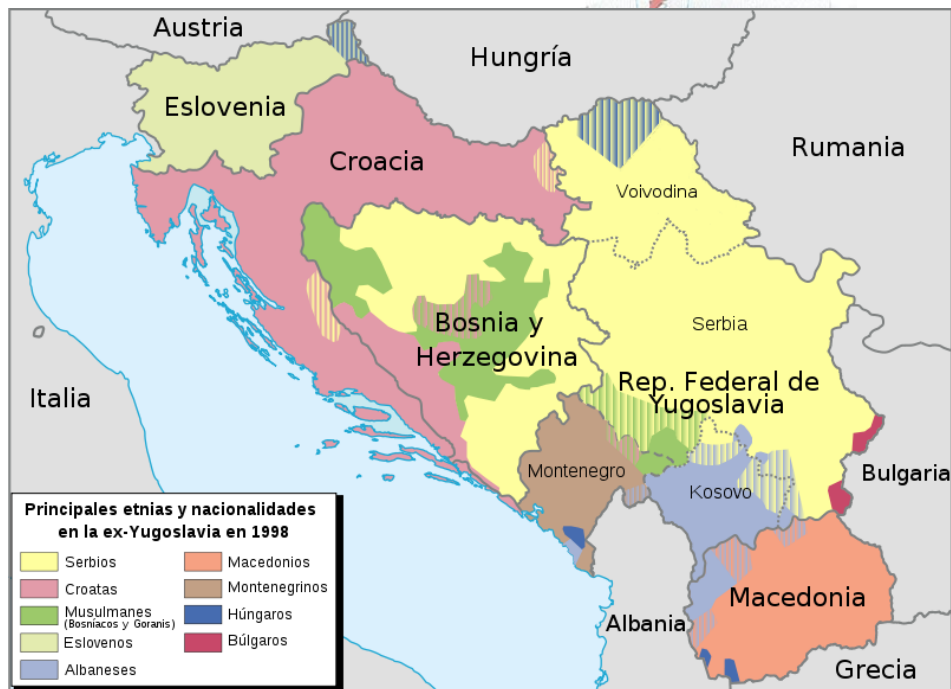 Austria
Hungría
Eslovenia
Rumania
Croacia
Voivodina
Serbia
Bosnia y
Herzegovina
Rep. Federal de
Yugoslavia
Italia
Montenegro
Kosovo
Bulgaria
Macedonia
Albania
Grecia
Principales etnias y nacionalidades
en la ex-Yugoslavia en 1998
Serbios
Croatas
Musulmanes
(Bosníacos y Goranis)
Eslovenos
Albaneses
Macedonios
Montenegrinos
Húngaros
Búlgaros